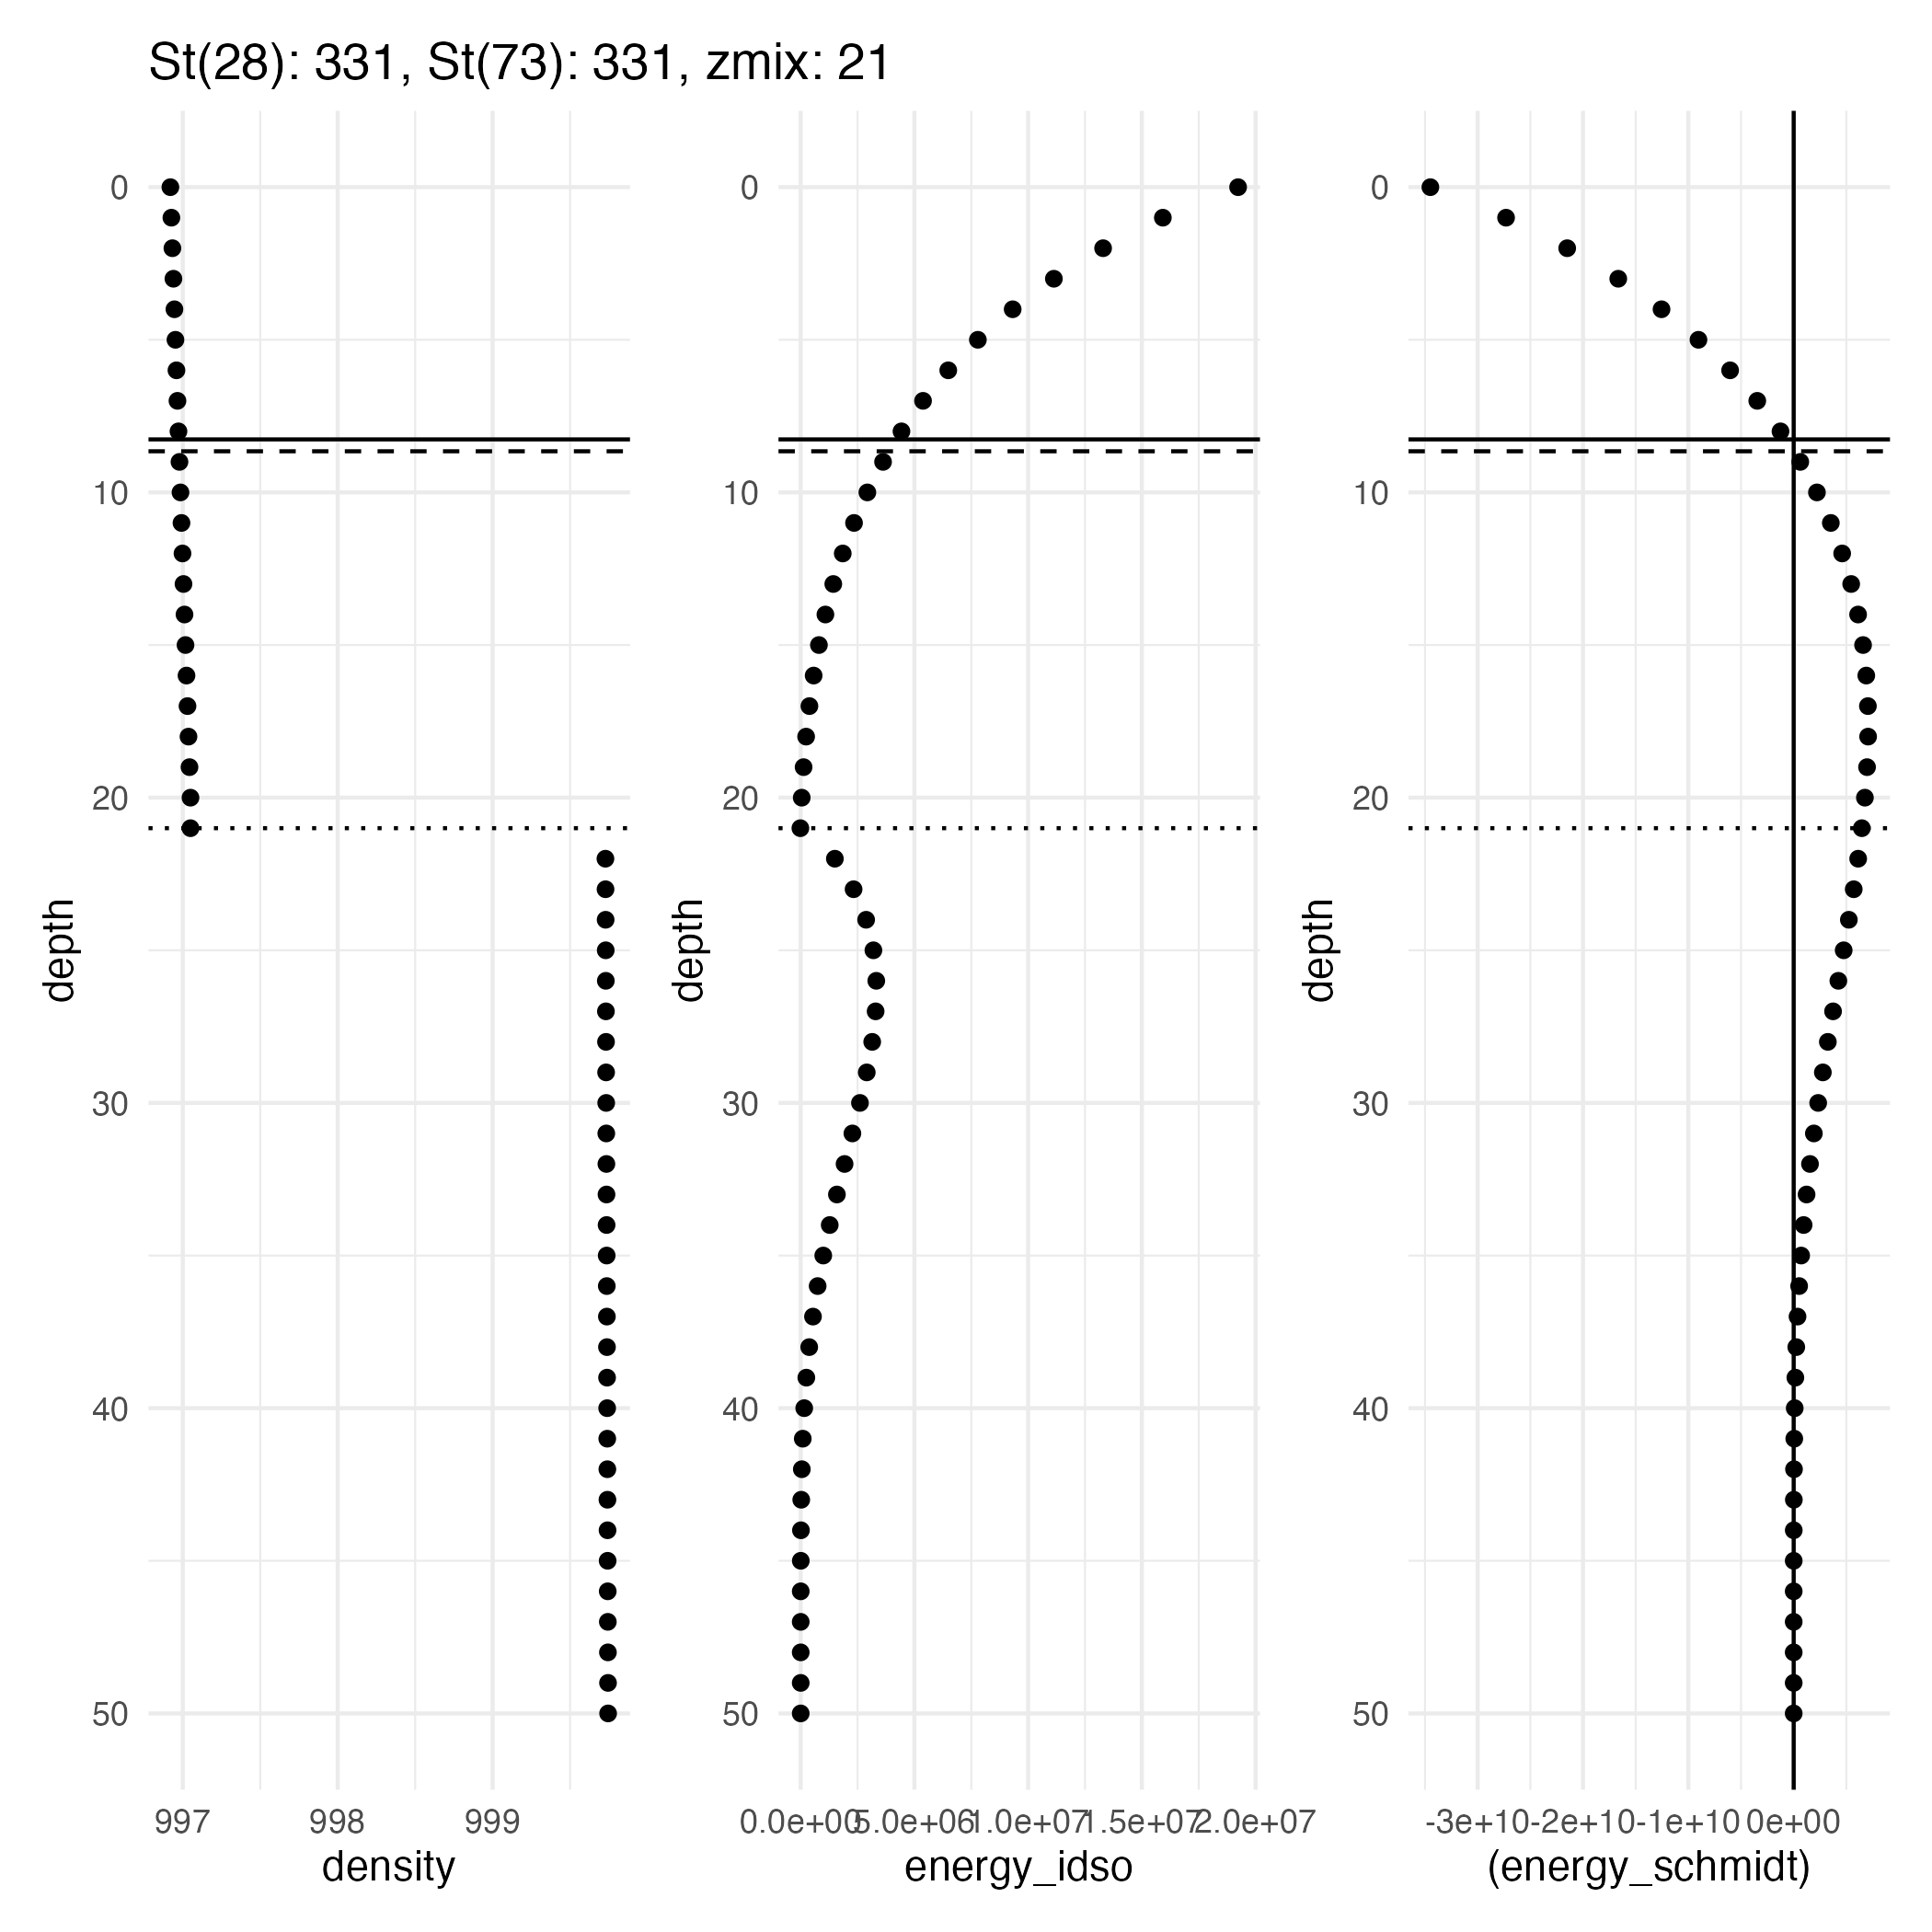 St(28): 331, St(73): 331, zmix: 21
0
10
20
30
40
50
depth
997
998
999
density
0
10
20
30
40
50
depth
0.0e+00
5.0e+06
1.0e+07
1.5e+07
2.0e+07
energy_idso
0
10
20
30
40
50
depth
-3e+10
-2e+10
-1e+10
0e+00
(energy_schmidt)